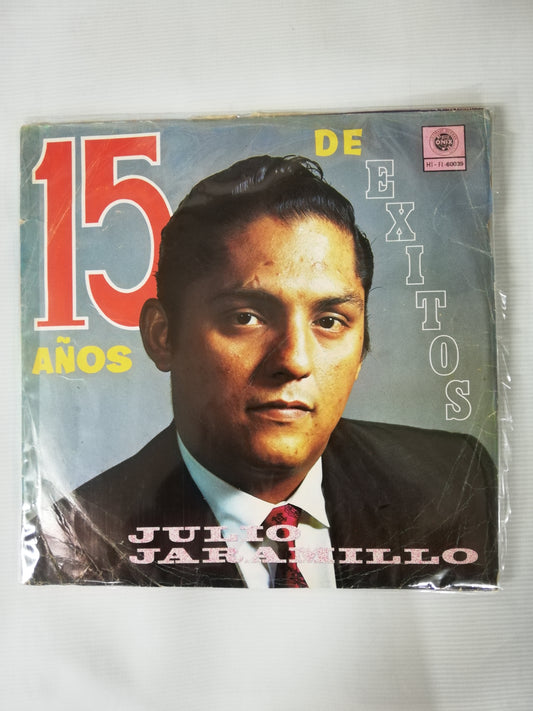 15
AÑOS
DE
EXITOS
ONIX
HI - FI 60039
JULIO
JARAMILLO